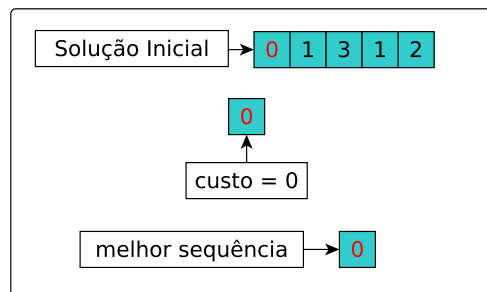 Solução Inicial 0 1 3 1 2
0
custo = 0
melhor sequência 0